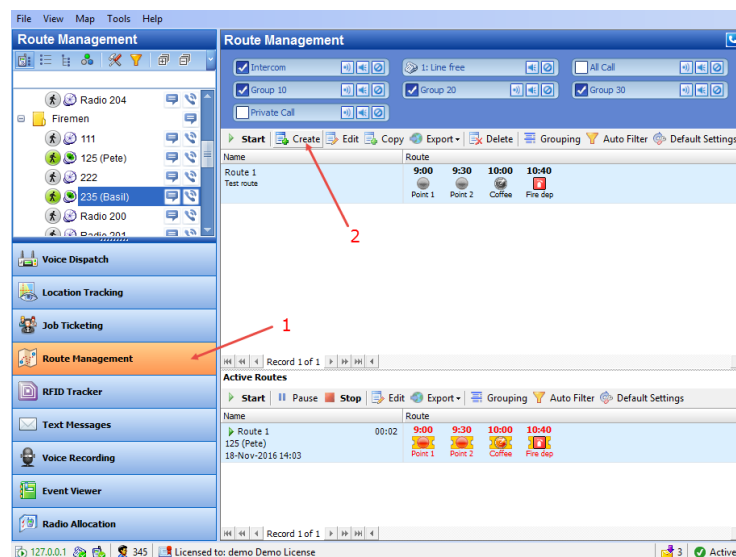 File View Map Tools Help
Route Management
Radio 204
Firemen
111
125 (Pete)
222
235 (Basil)
Radio 200
Radio 201
Voice Dispatch
Location Tracking
Job Ticketing
Route Management
RFID Tracker
Text Messages
Voice Recording
Event Viewer
Radio Allocation
Route Management
Intercom
1: Line free
All Call
Group 10
Group 20
Group 30
Private Call
Start Create Edit Copy Export Delete Grouping Auto Filter Default Settings
Name Route
Route 1
Test route
9:00 9:30 10:00 10:40
Point 1 Point 2 Coffee Fire dep
2
1
Record 1 of 1
Active Routes
Start Pause Stop Edit Export Grouping Auto Filter Default Settings
Name Route
Route 1 00:02 9:00 9:30 10:00 10:40
125 (Pete)
Point 1 Point 2 Coffee Fire dep
18-Nov-2016 14:03
Record 1 of 1
127.0.0.1 345 Licensed to: demo Demo License 3 Active